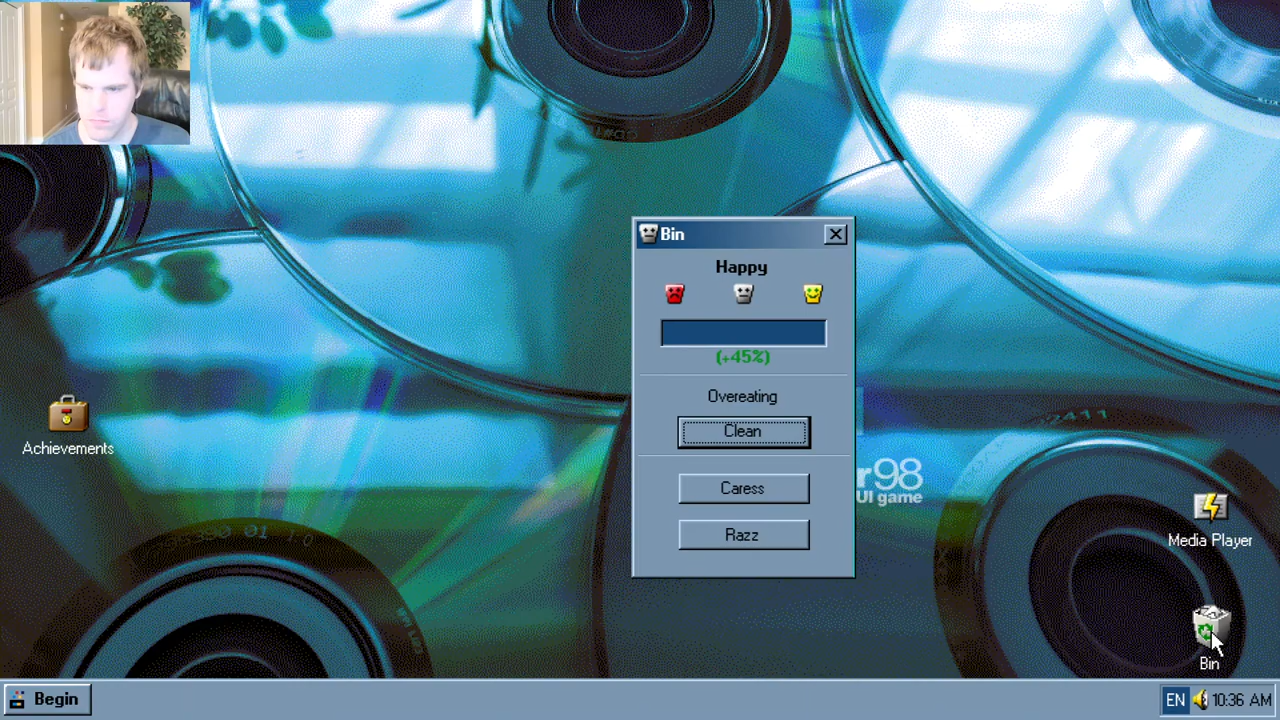 Bin
Happy
(+45%)
Overeating
Clean
Caress
Razz
r98
UI game
2411
Achievements
Media Player
Bin
Begin
EN
10:36 AM